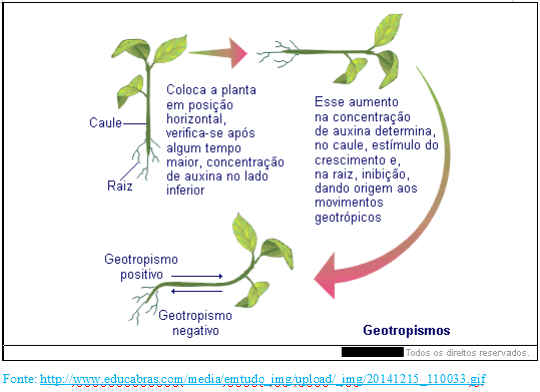 Caule
Raiz
Coloca a planta
em posição
horizontal,
verifica-se após
algum tempo
maior, concentração
de auxina no lado
inferior
Esse aumento
na concentração
de auxina determina,
no caule, estímulo do
crescimento e,
na raiz, inibição,
dando origem aos
movimentos
geotrópicos
Geotropismo
positivo
Geotropismo
negativo
Geotropismos
Todos os direitos reservados.
Fonte: http://www.educabras.com/media/emtudo_img/upload/_img/20141215_110033.gif